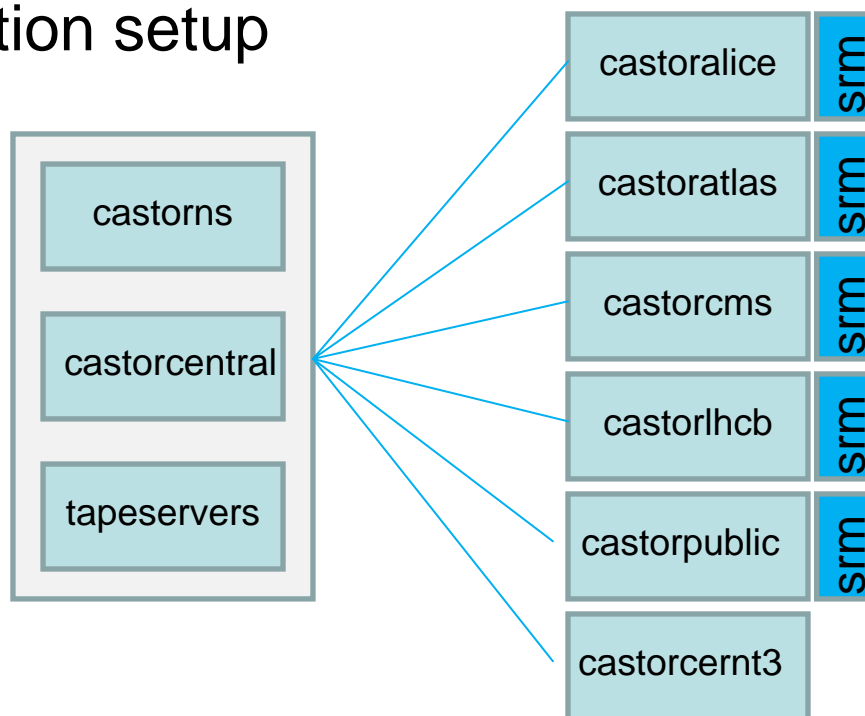 tion setup
castorns
castorcentral
tapeservers
castoralice
srm
castoratlas
srm
castorcms
srm
castorlhcb
srm
castorpublic
srm
castorcernt3